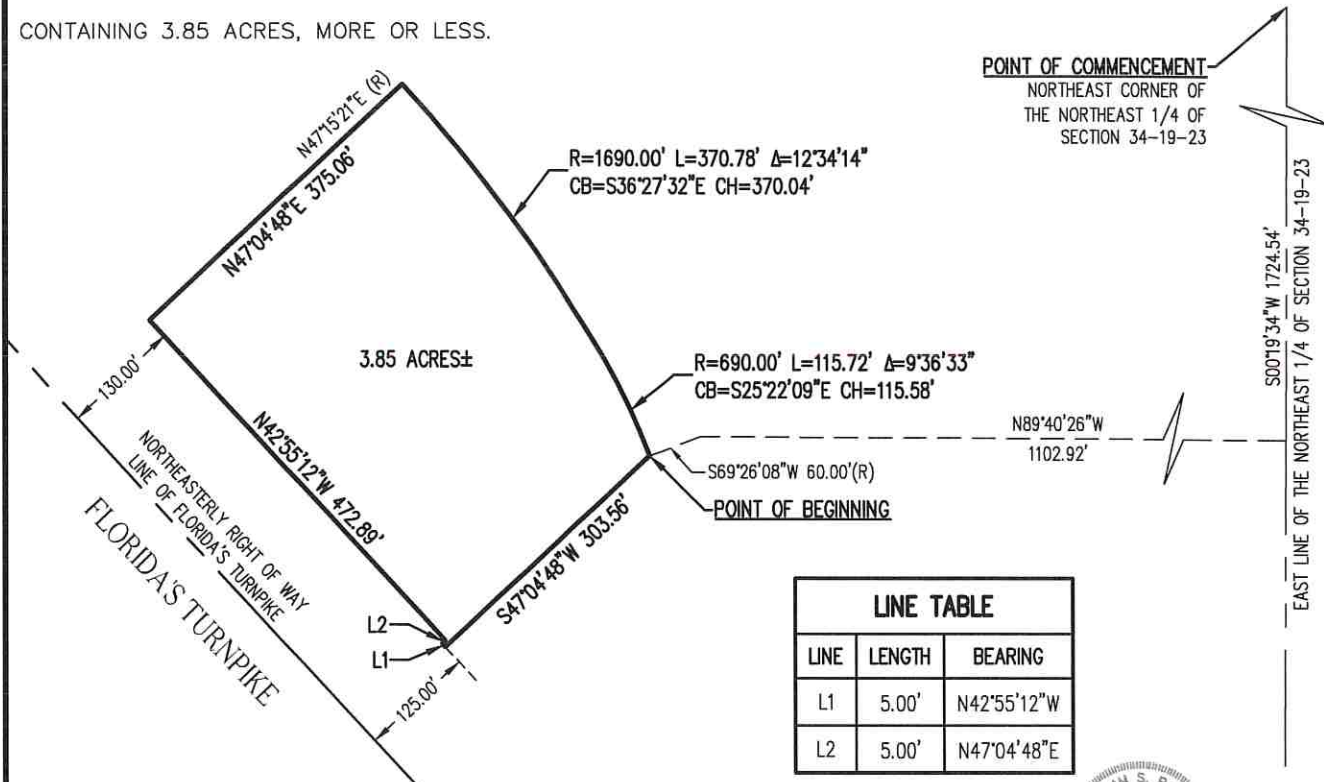 CONTAINING 3.85 ACRES, MORE OR LESS.
POINT OF COMMENCEMENT
NORTHEAST CORNER OF
THE NORTHEAST 1/4 OF
SECTION 34-19-23
N47°15'21"E (R)
N47°04'48"E 375.06'
R=1690.00' L=370.78' Δ=12°34'14"
CB=S36°27'32"E CH=370.04'
S00°19'34"W 1724.54'
EAST LINE OF THE NORTHEAST 1/4 OF SECTION 34-19-23
3.85 ACRES±
R=690.00' L=115.72' Δ=9°36'33"
CB=S25°22'09"E CH=115.58'
130.00'
N89°40'26"W
1102.92'
N42°55'12"W 472.89'
S69°26'08"W 60.00'(R)
POINT OF BEGINNING
NORTHEASTERLY RIGHT OF WAY
LINE OF FLORIDA'S TURNPIKE
FLORIDA'S TURNPIKE
S47°04'48"W 303.56'
L2
L1
125.00'
LINE TABLE
LINE LENGTH BEARING
L1 5.00' N42°55'12"W
L2 5.00' N47°04'48"E